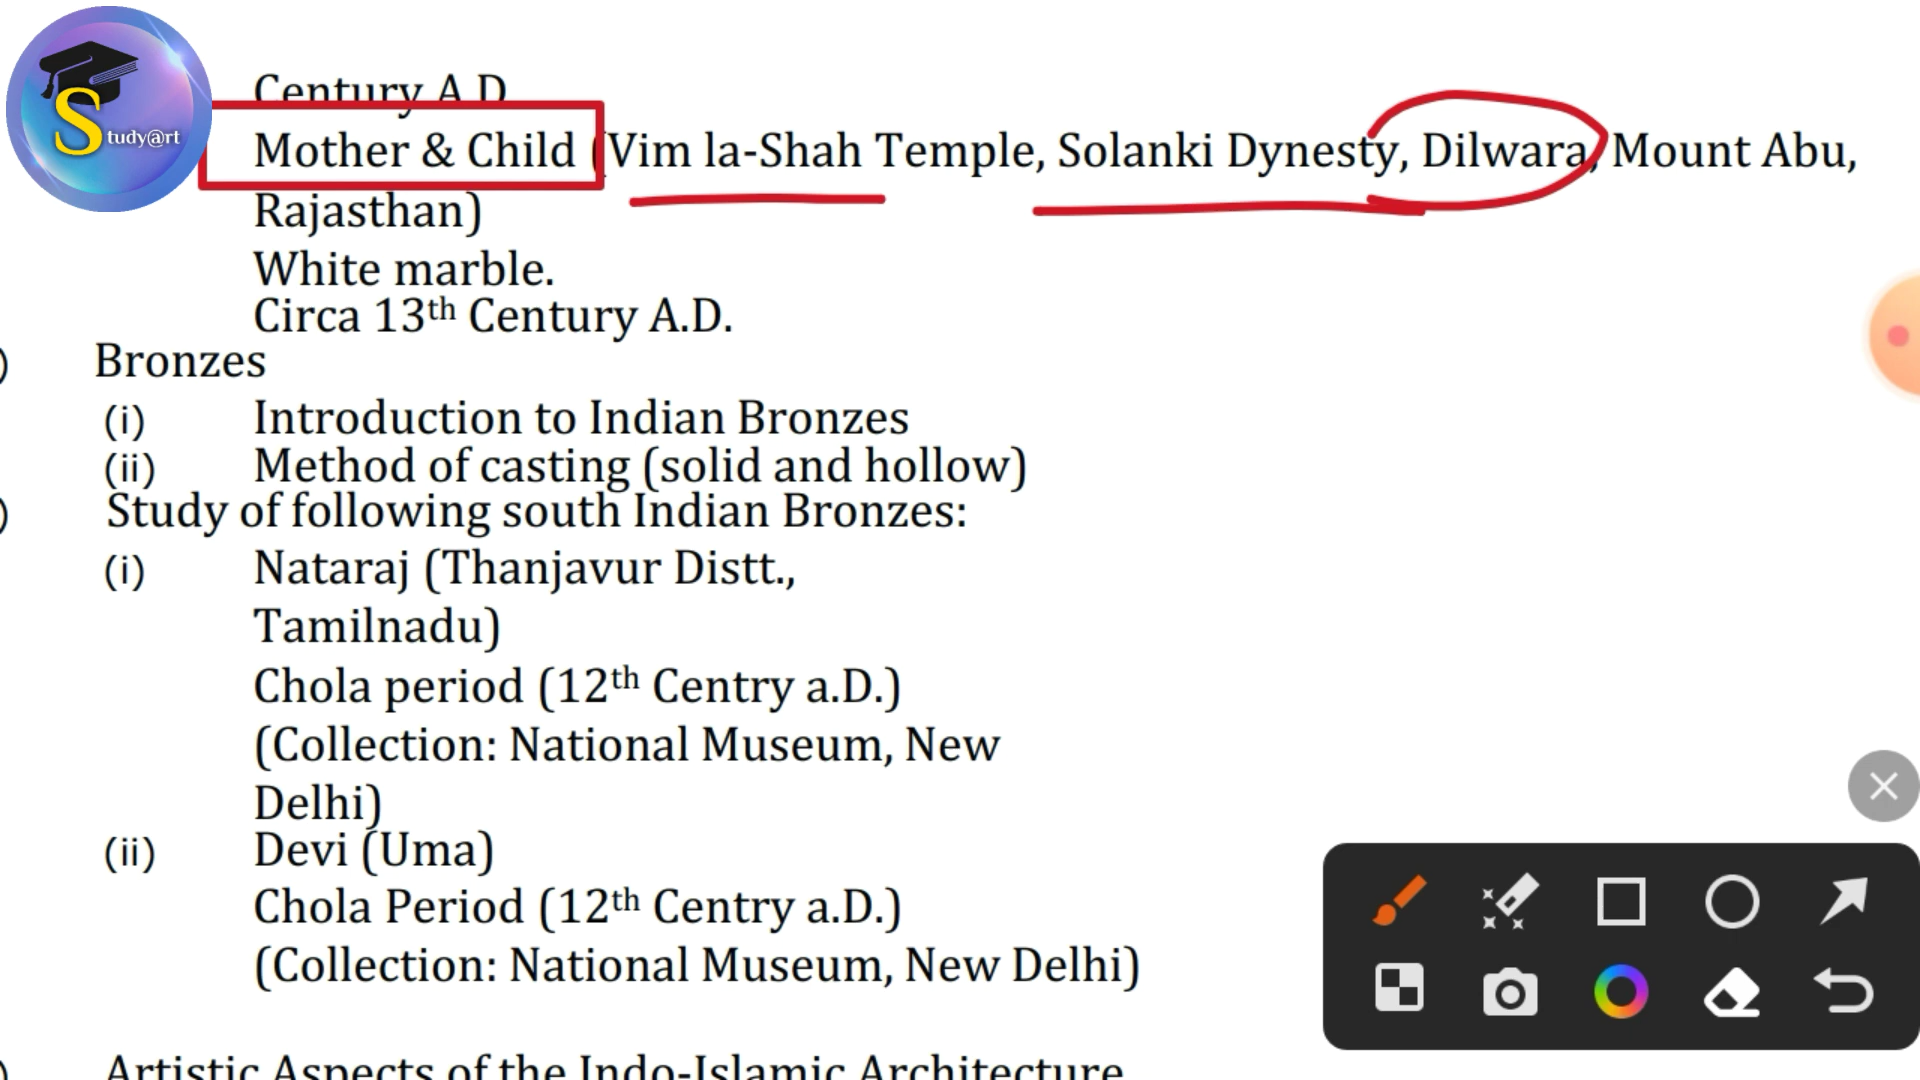 Study@rt
Century A.D.
Mother & Child (Vim la-Shah Temple, Solanki Dynesty, Dilwara, Mount Abu,
Rajasthan)
White marble.
Circa 13th Century A.D.
) Bronzes
(i) Introduction to Indian Bronzes
(ii) Method of casting (solid and hollow)
) Study of following south Indian Bronzes:
(i) Nataraj (Thanjavur Distt.,
Tamilnadu)
Chola period (12th Centry a.D.)
(Collection: National Museum, New
Delhi)
(ii) Devi (Uma)
Chola Period (12th Centry a.D.)
(Collection: National Museum, New Delhi)
) Artistic Aspects of the Indo-Islamic Architecture